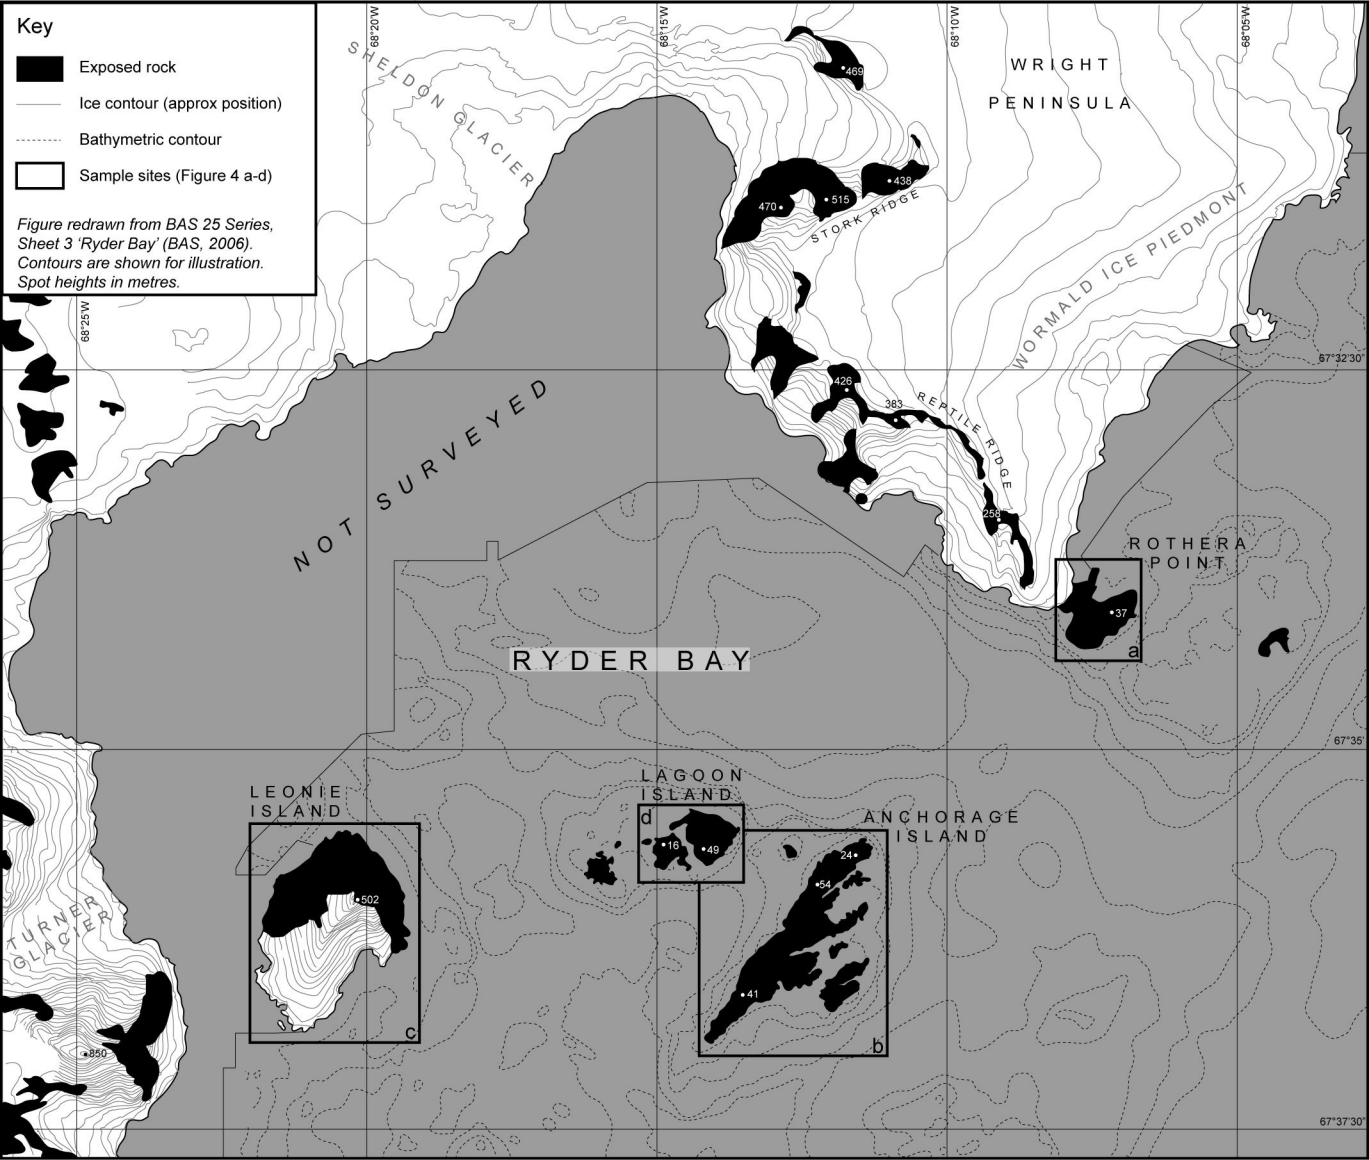 Key
Exposed rock
Ice contour (approx position)
Bathymetric contour
Sample sites (Figure 4 a-d)
Figure redrawn from BAS 25 Series,
Sheet 3 ‘Ryder Bay’ (BAS, 2006).
Contours are shown for illustration.
Spot heights in metres.
68°20'W
68°15'W
68°10'W
68°05'W
68°25'W
SHELDON GLACIER
WRIGHT
PENINSULA
469
438
470
515
STORK RIDGE
WORMALD ICE PIEDMONT
67°32'30"
426
383
REPTILE RIDGE
NOT SURVEYED
258
ROTHERA
POINT
37
a
RYDER BAY
67°35'
LEONIE
ISLAND
LAGOON
ISLAND
ANCHORAGE
ISLAND
d
16
49
24
54
502
TURNER
GLACIER
41
c
b
850
67°37'30"